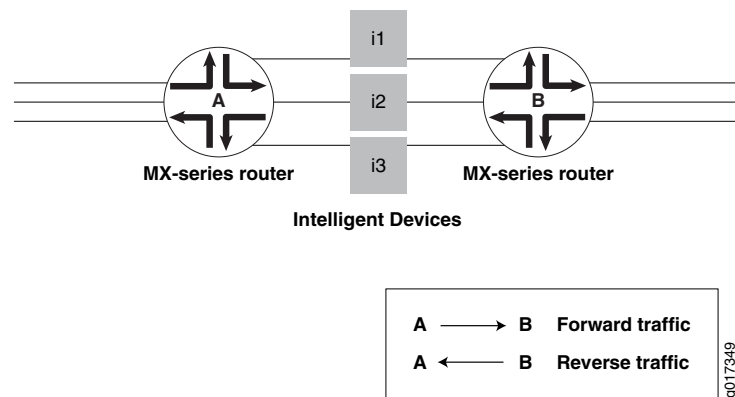 i1
A
i2
B
MX-series router
i3
MX-series router
Intelligent Devices
A B Forward traffic
A B Reverse traffic
g017349